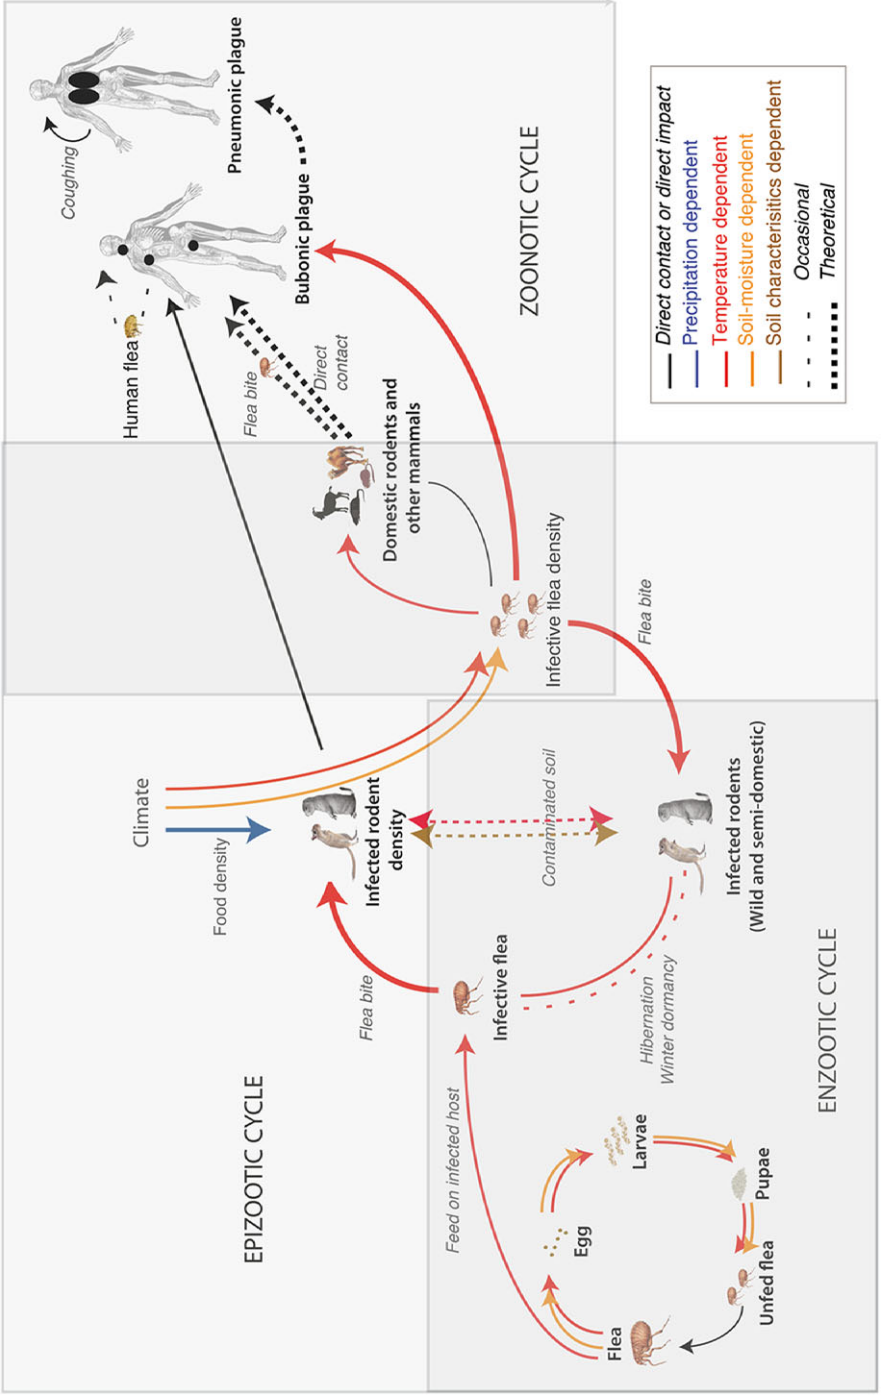 Climate
Food density
EPIZOOTIC CYCLE
Flea bite
Infected rodent
density
Feed on infected host
Infective flea
Contaminated soil
Egg
Larvae
Pupae
Unfed flea
Flea
Hibernation
Winter dormancy
Infected rodents
(Wild and semi-domestic)
ENZOOTIC CYCLE
Flea bite
Infective flea density
Domestic rodents and
other mammals
Human flea
Flea bite
Direct
contact
Coughing
Bubonic plague
Pneumonic plague
ZOONOTIC CYCLE
Direct contact or direct impact
Precipitation dependent
Temperature dependent
Soil-moisture dependent
Soil characterisitics dependent
Occasional
Theoretical